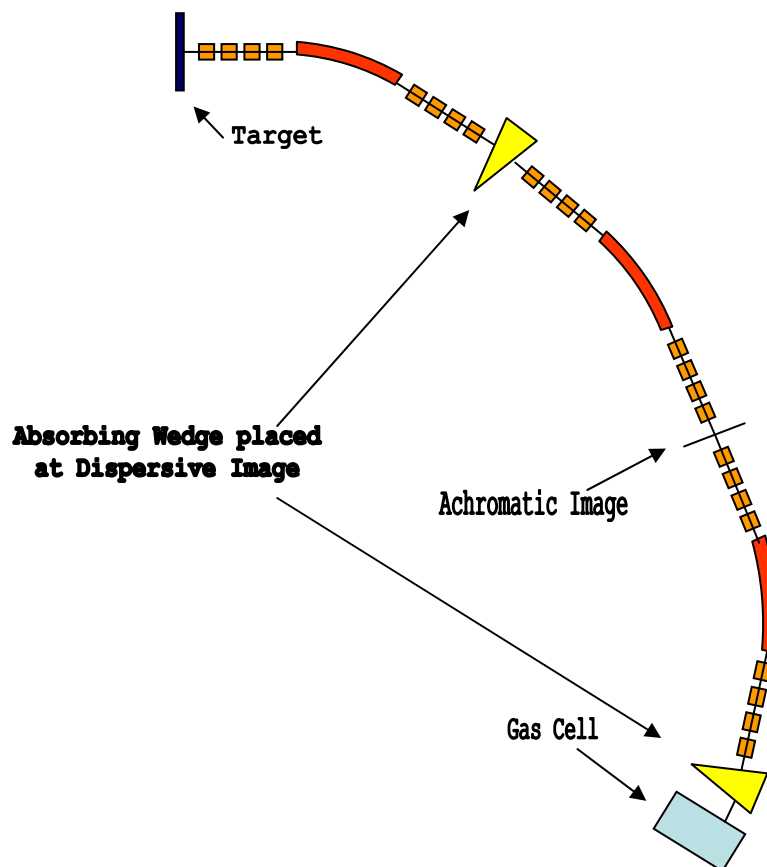 Target
Absorbing Wedge placed
at Dispersive Image
Achromatic Image
Gas Cell